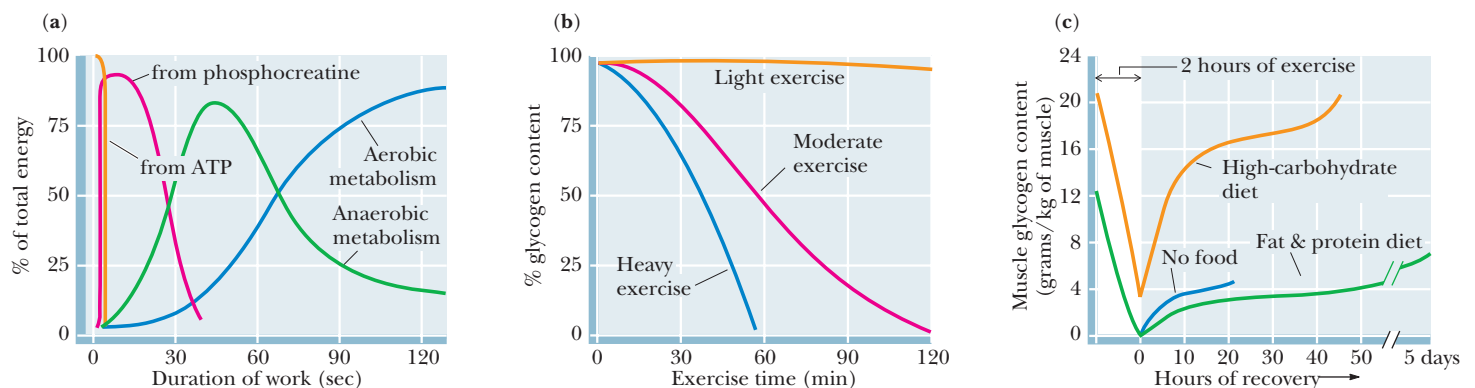 (a)
% of total energy
100
75
50
25
0
from phosphocreatine
from ATP
Aerobic
metabolism
Anaerobic
metabolism
0 30 60 90 120
Duration of work (sec)
(b)
% glycogen content
100
75
50
25
0
Light exercise
Moderate
exercise
Heavy
exercise
0 30 60 90 120
Exercise time (min)
(c)
Muscle glycogen content
(grams/kg of muscle)
24
20
16
12
8
4
0
2 hours of exercise
High-carbohydrate
diet
Fat & protein diet
No food
0 10 20 30 40 50
5 days
Hours of recovery